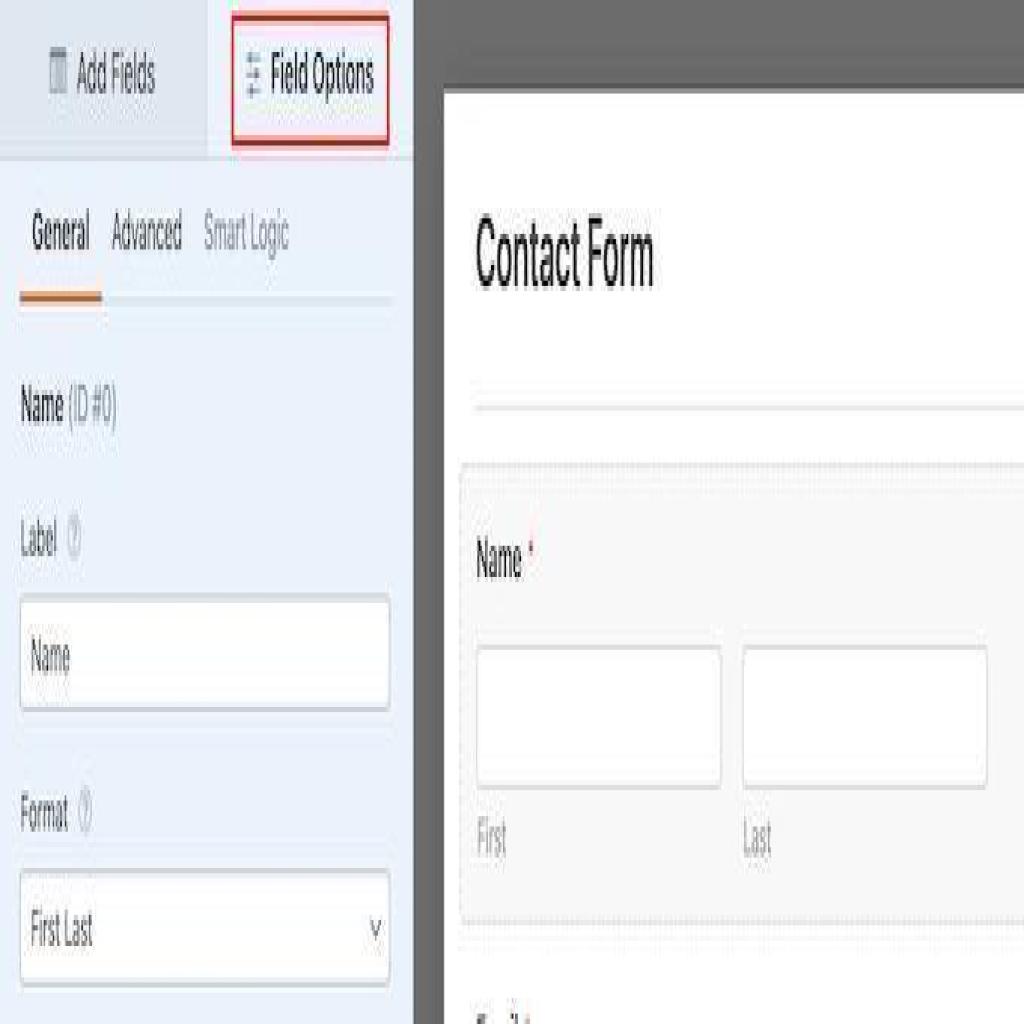 Add Fields
Field Options
General Advanced Smart Logic
Name (ID #0)
Label
Name
Format
First Last
Contact Form
Name *
First
Last